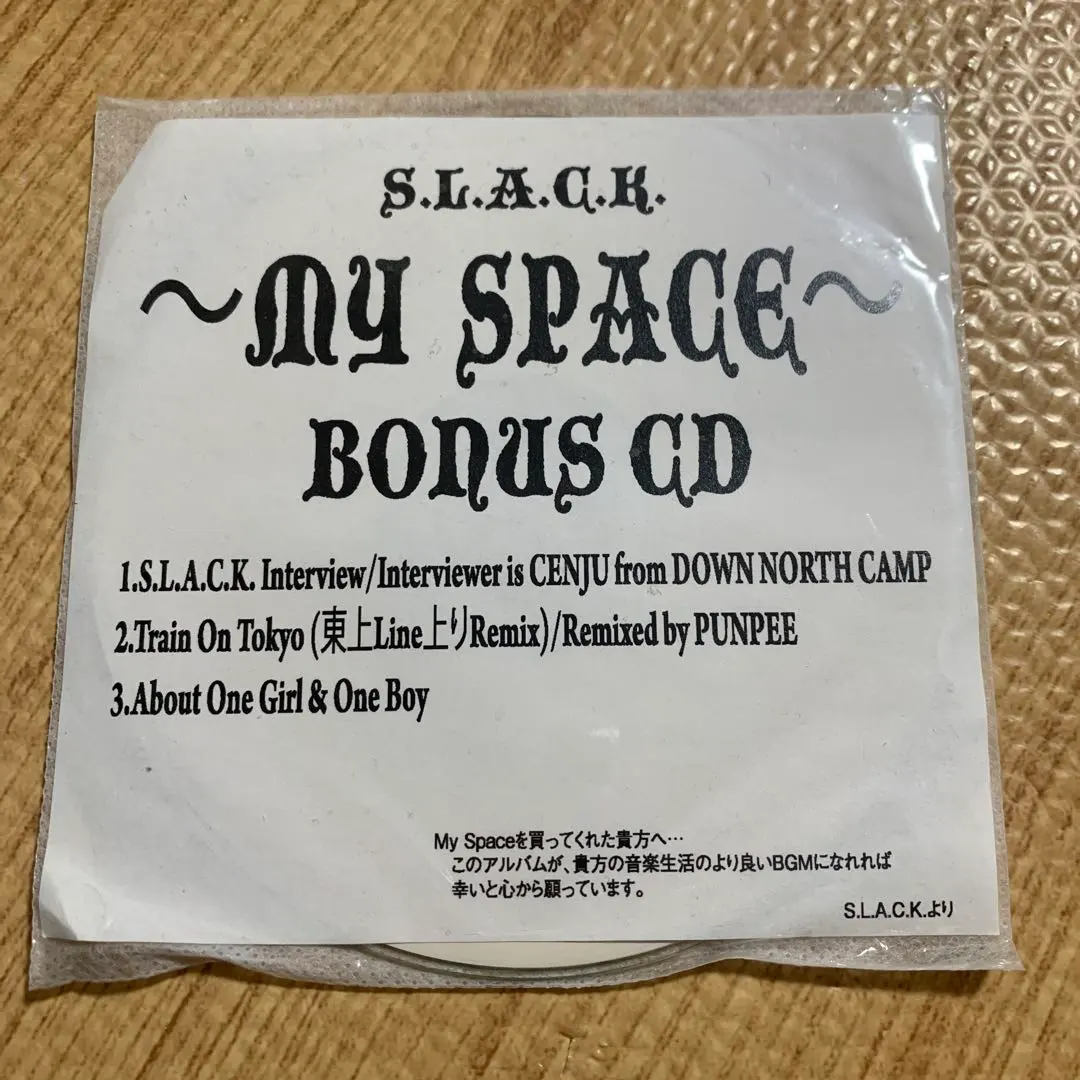 S.L.A.C.K.
～MY SPACE～
BONUS CD
1.S.L.A.C.K. Interview/Interviewer is CENJU from DOWN NORTH CAMP
2.Train On Tokyo (東上Line上りRemix)/Remixed by PUNPEE
3.About One Girl & One Boy
My Spaceを買ってくれた貴方へ…
このアルバムが、貴方の音楽生活のより良いBGMになれれば
幸いと心から願っています。
S.L.A.C.K.より